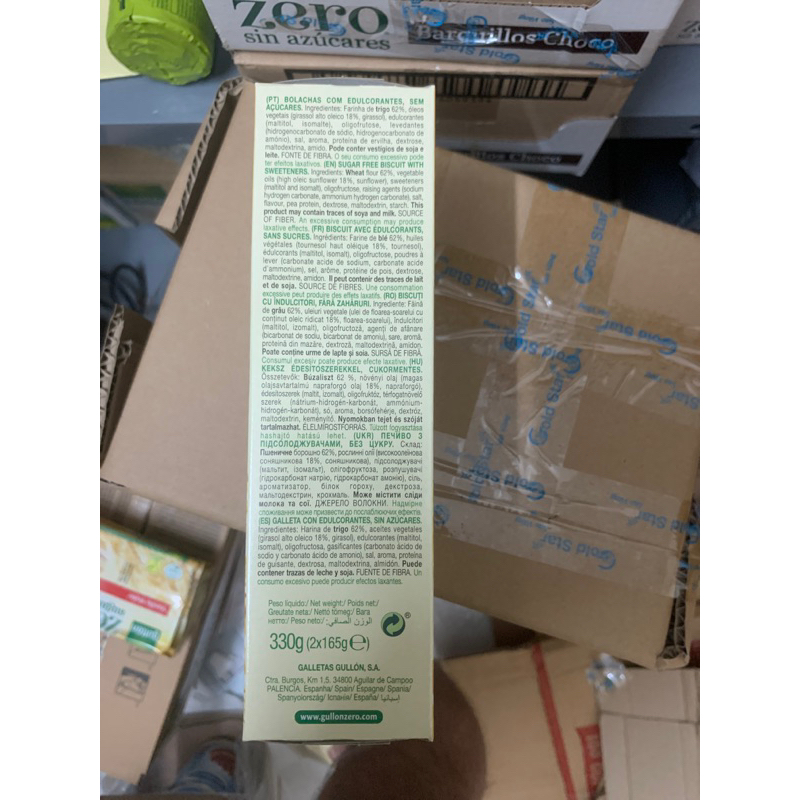 zero
sin azúcares
Barquillos Choco
Gold Star
llos Choco
(PT) BOLACHAS COM EDULCORANTES, SEM
AÇÚCARES. Ingredientes: Farinha de trigo 62%, óleos
vegetais (girassol alto oleico 18%, girassol), edulcorantes
(maltitol, isomalte), oligofrutose, levedantes
(hidrogenocarbonato de sódio, hidrogenocarbonato de
amónio), sal, aroma, proteína de ervilha, dextrose,
maltodextrina, amido. Pode conter vestígios de soja e
leite. FONTE DE FIBRA. O seu consumo excessivo pode
ter efeitos laxativos. (EN) SUGAR FREE BISCUIT WITH
SWEETENERS. Ingredients: Wheat flour 62%, vegetable
oils (high oleic sunflower 18%, sunflower), sweeteners
(maltitol and isomalt), oligofructose, raising agents (sodium
hydrogen carbonate, ammonium hydrogen carbonate), salt,
flavour, pea protein, dextrose, maltodextrin, starch. This
product may contain traces of soya and milk. SOURCE
OF FIBER. An excessive consumption may produce
laxative effects. (FR) BISCUIT AVEC ÉDULCORANTS,
SANS SUCRES. Ingrédients: Farine de blé 62%, huiles
végétales (tournesol haut oléique 18%, tournesol),
édulcorants (maltitol, isomalt), oligofructose, poudres à
lever (carbonate acide de sodium, carbonate acide
d'ammonium), sel, arôme, protéine de pois, dextrose,
maltodextrine, amidon. Il peut contenir des traces de lait
et de soja. SOURCE DE FIBRES. Une consommation
excessive peut produire des effets laxatifs. (RO) BISCUIȚI
CU ÎNDULCITORI, FĂRĂ ZAHĂRURI. Ingrediente: Făină
de grâu 62%, uleiuri vegetale (ulei de floarea-soarelui cu
conținut oleic ridicat 18%, floarea-soarelui), îndulcitori
(maltitol, izomalt), oligofructoză, agenți de afânare
(bicarbonat de sodiu, bicarbonat de amoniu), sare, aromă,
proteină din mazăre, dextroză, maltodextrină, amidon.
Poate conține urme de lapte și soia. SURSĂ DE FIBRĂ.
Consumul excesiv poate produce efecte laxative. (HU)
KEKSZ ÉDESÍTŐSZEREKKEL, CUKORMENTES.
Összetevők: Búzaliszt 62 %, növényi olaj (magas
olajsavtartalmú napraforgó olaj 18%, napraforgó),
édesítőszerek (maltit, izomalt), oligofruktóz, térfogatnövelő
szerek (nátrium-hidrogén-karbonát, ammónium-
hidrogén-karbonát), só, aroma, borsófehérje, dextróz,
maltodextrin, keményítő. Nyomokban tejet és szóját
tartalmazhat. ÉLELMIROSTFORRÁS. Túlzott fogyasztása
hashajtó hatású lehet. (UKR) ПЕЧИВО З
ПІДСОЛОДЖУВАЧАМИ, БЕЗ ЦУКРУ. Склад:
Пшеничне борошно 62%, рослинні олії (високоолеїнова
соняшникова 18%, соняшникова), підсолоджувачі
(мальтит, ізомальт), олігофруктоза, розпушувачі
(гідрокарбонат натрію, гідрокарбонат амонію), сіль,
ароматизатор, білок гороху, декстроза,
мальтодекстрин, крохмаль. Може містити сліди
молока та сої. ДЖЕРЕЛО ВОЛОКНИ. Надмірне
споживання може призвести до послаблюючих ефектів.
(ES) GALLETA CON EDULCORANTES, SIN AZÚCARES.
Ingredientes: Harina de trigo 62%, aceites vegetales
(girasol alto oleico 18%, girasol), edulcorantes (maltitol,
isomalt), oligofructosa, gasificantes (carbonato ácido de
sodio y carbonato ácido de amonio), sal, aroma, proteína
de guisante, dextrosa, maltodextrina, almidón. Puede
contener trazas de leche y soja. FUENTE DE FIBRA. Un
consumo excesivo puede producir efectos laxantes.
Peso líquido:/ Net weight:/ Poids net:/
Greutate neta:/ Nettó tömeg:/ Вага
нетто:/ Peso neto:/ الوزن الصافي:
330g (2x165g℮)
GALLETAS GULLÓN, S.A.
Ctra. Burgos, Km 1,5. 34800 Aguilar de Campoo
PALENCIA. Espanha/ Spain/ Espagne/ Spania/
Spanyolország/ Іспанія/ España/ إسبانيا
www.gullonzero.com